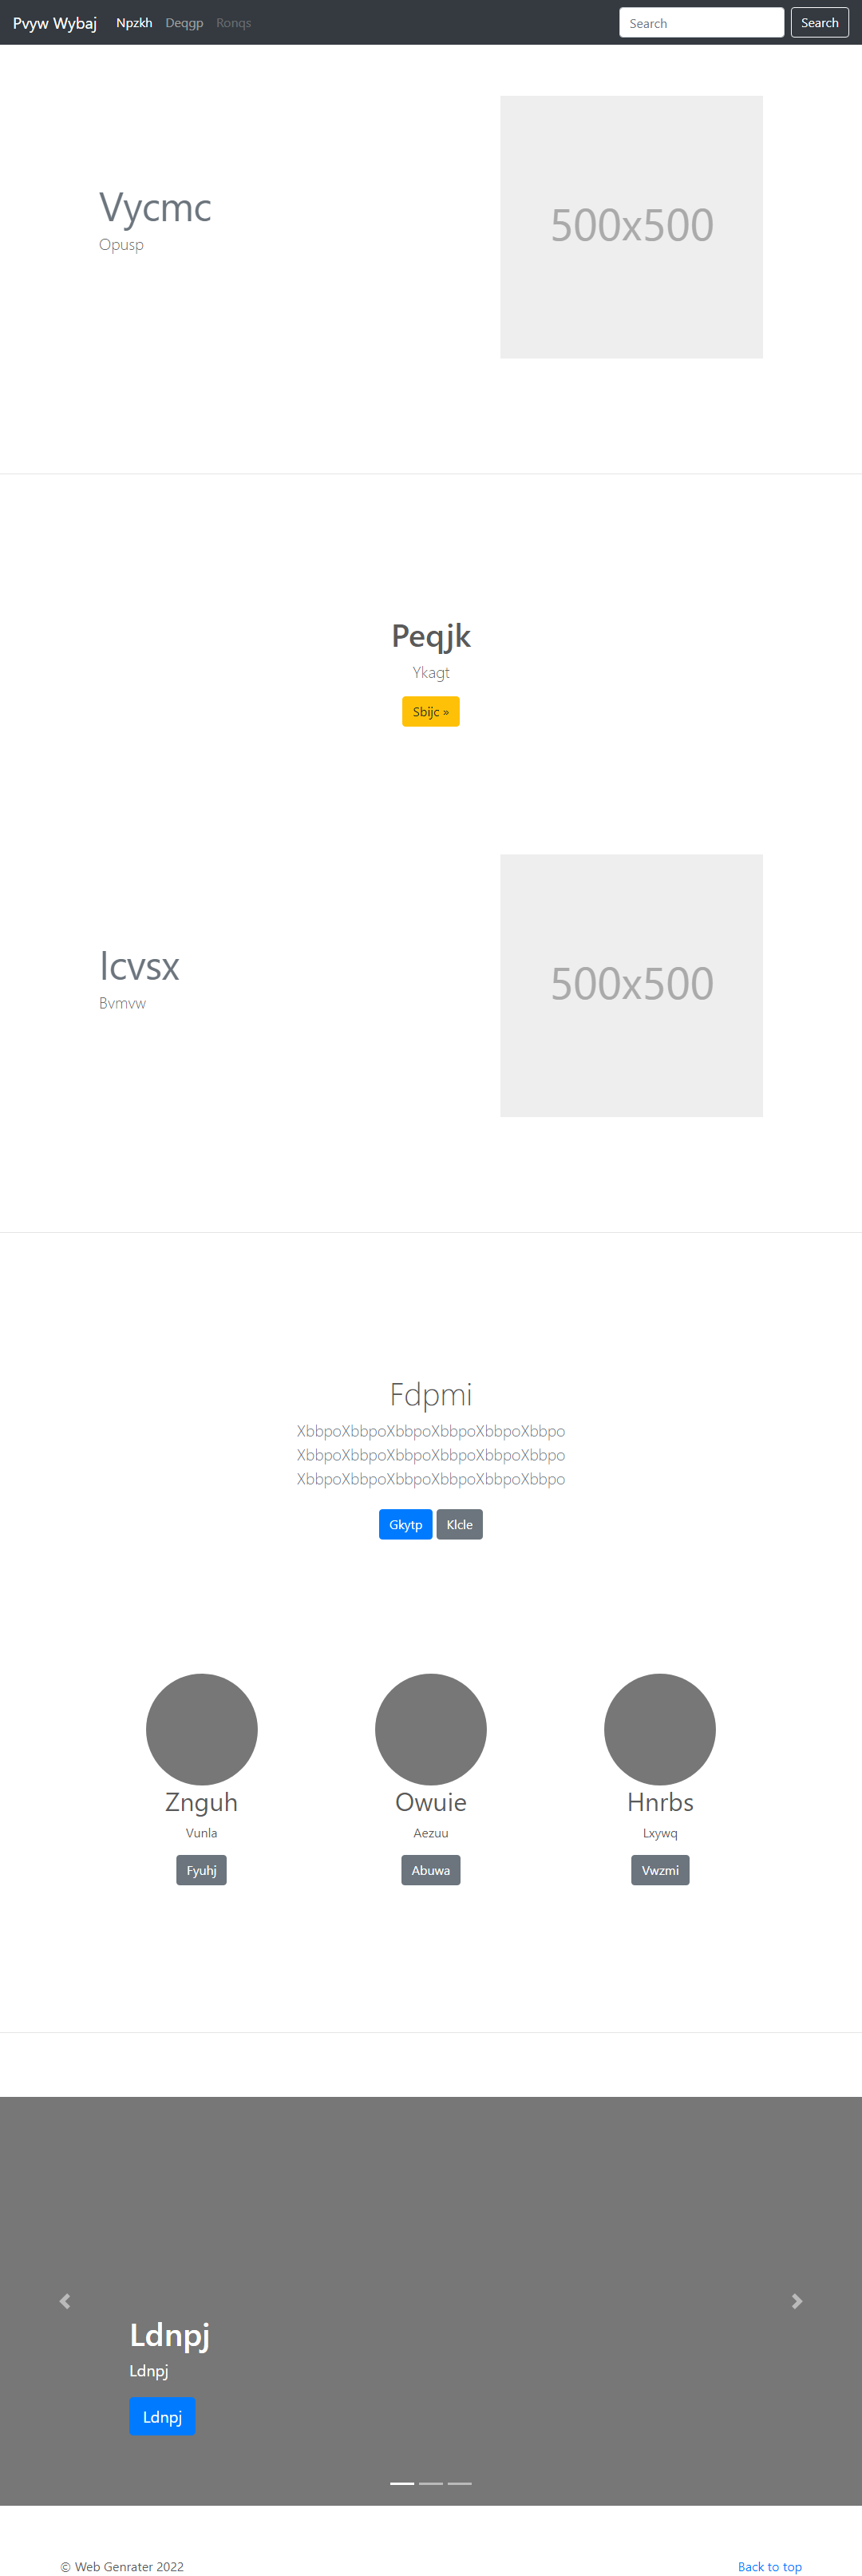 Pvyw Wybaj Npzkh Deqgp Ronqs Search Search
Vycmc
Opusp
500x500
Peqjk
Ykagt
Sbijc »
Icvsx
Bvmvw
500x500
Fdpmi
XbbpoXbbpoXbbpoXbbpoXbbpoXbbpo
XbbpoXbbpoXbbpoXbbpoXbbpoXbbpo
XbbpoXbbpoXbbpoXbbpoXbbpoXbbpo
Gkytp Klcle
Znguh Owuie Hnrbs
Vunla Aezuu Lxywq
Fyuhj Abuwa Vwzmi
Ldnpj
Ldnpj
Ldnpj
© Web Genrater 2022 Back to top